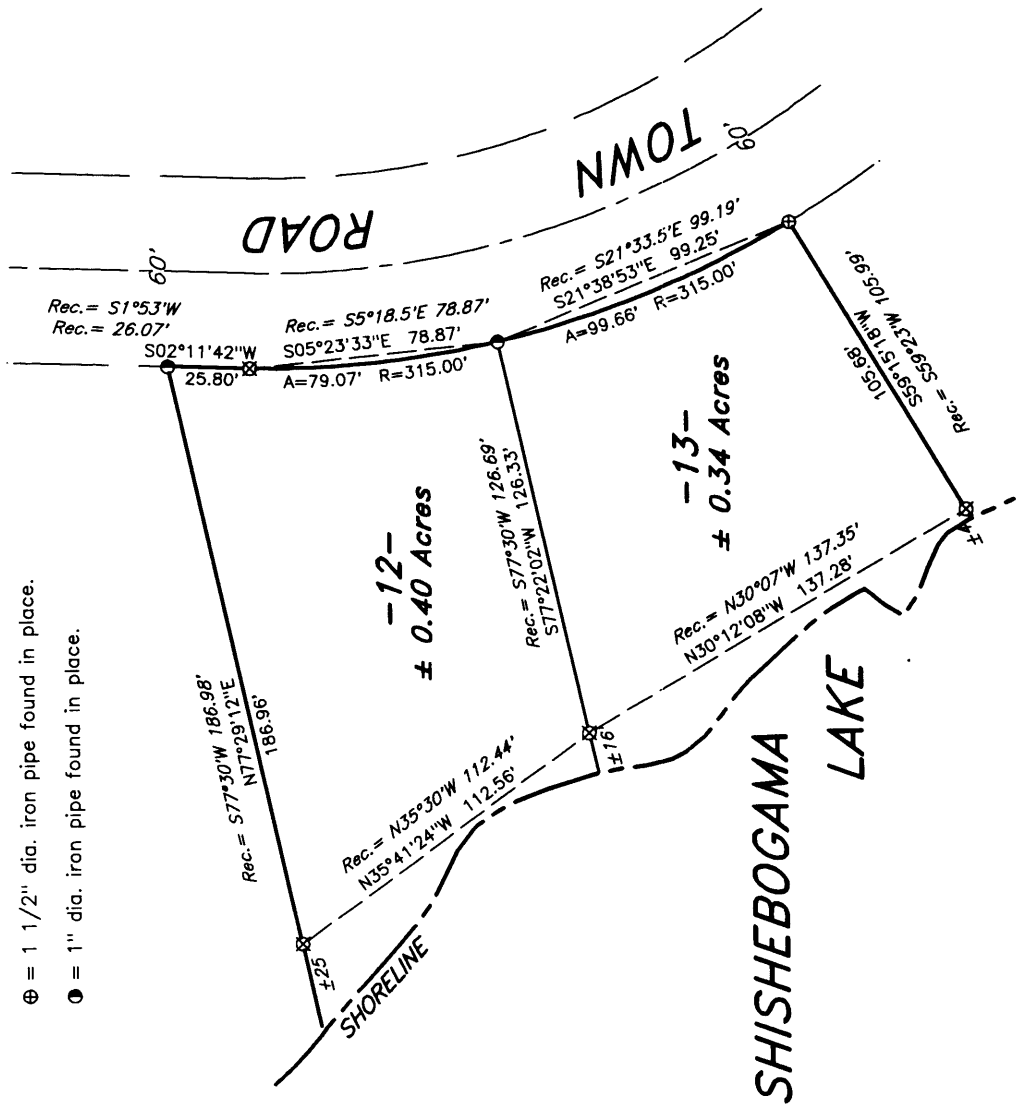 ⊕ = 1 1/2" dia. iron pipe found in place.
◐ = 1" dia. iron pipe found in place.
60'
ROAD
TOWN
60'
Rec.= S1°53'W
Rec.= 26.07'
S02°11'42"W
25.80'
Rec.= S5°18.5'E 78.87'
S05°23'33"E 78.87'
A=79.07' R=315.00'
Rec.= S21°33.5'E 99.19'
S21°38'53"E 99.25'
A=99.66' R=315.00'
Rec.= S77°30'W 186.98'
N77°29'12"E
186.96'
-12-
± 0.40 Acres
Rec.= S77°30'W 126.69'
S77°22'02"W 126.33'
-13-
± 0.34 Acres
105.68'
S59°15'18"W
Rec.= S59°23'W 105.99'
Rec.= N35°30'W 112.44'
N35°41'24"W 112.56'
Rec.= N30°07'W 137.35'
N30°12'08"W 137.28'
±25
±16'
±4'
SHORELINE
SHISHEBOGAMA
LAKE